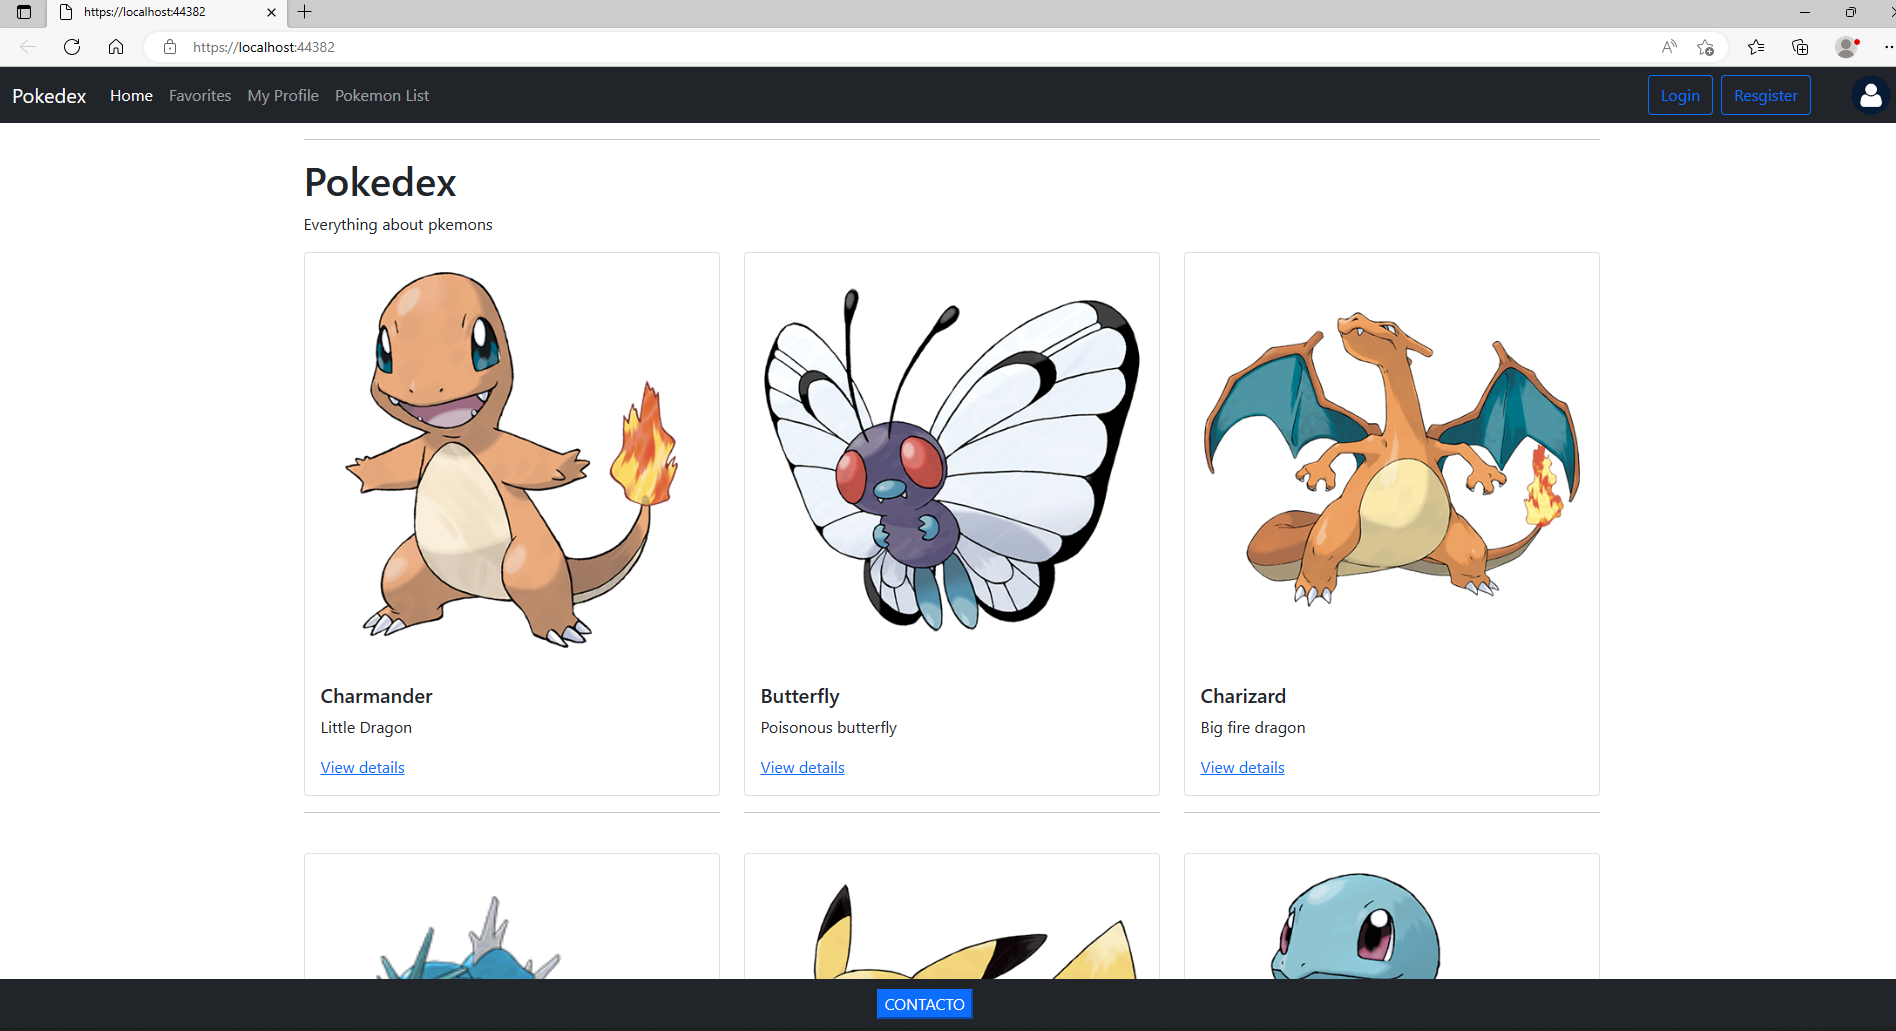 https://localhost:44382
https://localhost:44382
Pokedex Home Favorites My Profile Pokemon List Login Resgister
Pokedex
Everything about pkemons
Charmander
Little Dragon
View details
Butterfly
Poisonous butterfly
View details
Charizard
Big fire dragon
View details
CONTACTO